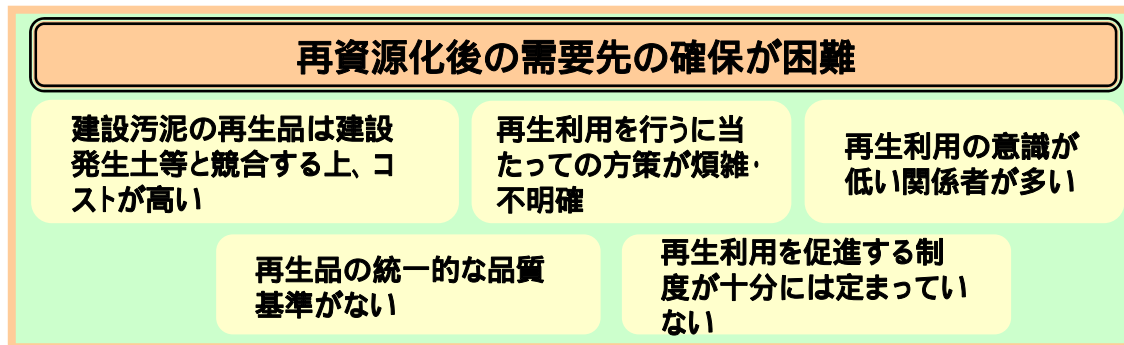 再資源化後の需要先の確保が困難
建設汚泥の再生品は建設
発生土等と競合する上、コ
ストが高い
再生利用を行うに当
たっての方策が煩雑・
不明確
再生利用の意識が
低い関係者が多い
再生品の統一的な品質
基準がない
再生利用を促進する制
度が十分には定まってい
ない